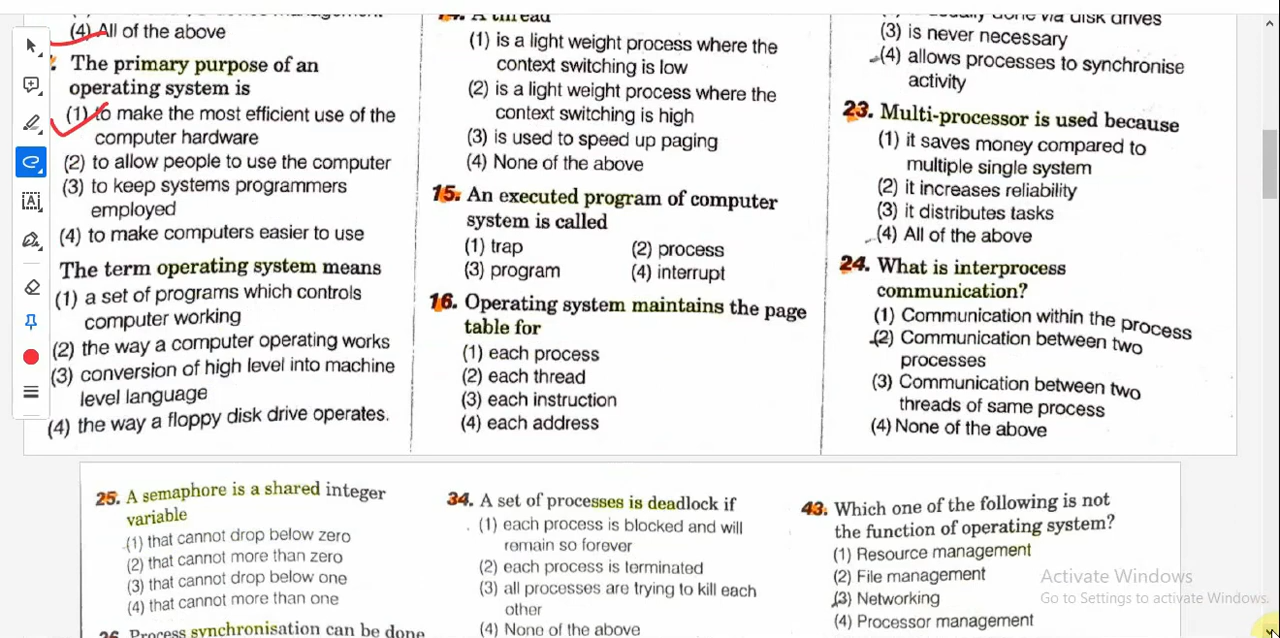 (4) All of the above
The primary purpose of an
operating system is
(1) to make the most efficient use of the
computer hardware
(2) to allow people to use the computer
(3) to keep systems programmers
employed
(4) to make computers easier to use
The term operating system means
(1) a set of programs which controls
computer working
(2) the way a computer operating works
(3) conversion of high level into machine
level language
(4) the way a floppy disk drive operates.
A thread
(1) is a light weight process where the
context switching is low
(2) is a light weight process where the
context switching is high
(3) is used to speed up paging
(4) None of the above
15. An executed program of computer
system is called
(1) trap (2) process
(3) program (4) interrupt
16. Operating system maintains the page
table for
(1) each process
(2) each thread
(3) each instruction
(4) each address
usually done via disk drives
(3) is never necessary
(4) allows processes to synchronise
activity
23. Multi-processor is used because
(1) it saves money compared to
multiple single system
(2) it increases reliability
(3) it distributes tasks
(4) All of the above
24. What is interprocess
communication?
(1) Communication within the process
(2) Communication between two
processes
(3) Communication between two
threads of same process
(4) None of the above
25. A semaphore is a shared integer
variable
(1) that cannot drop below zero
(2) that cannot more than zero
(3) that cannot drop below one
(4) that cannot more than one
26. Process synchronisation can be done
34. A set of processes is deadlock if
(1) each process is blocked and will
remain so forever
(2) each process is terminated
(3) all processes are trying to kill each
other
(4) None of the above
43. Which one of the following is not
the function of operating system?
(1) Resource management
(2) File management
(3) Networking
(4) Processor management
Activate Windows
Go to Settings to activate Windows.